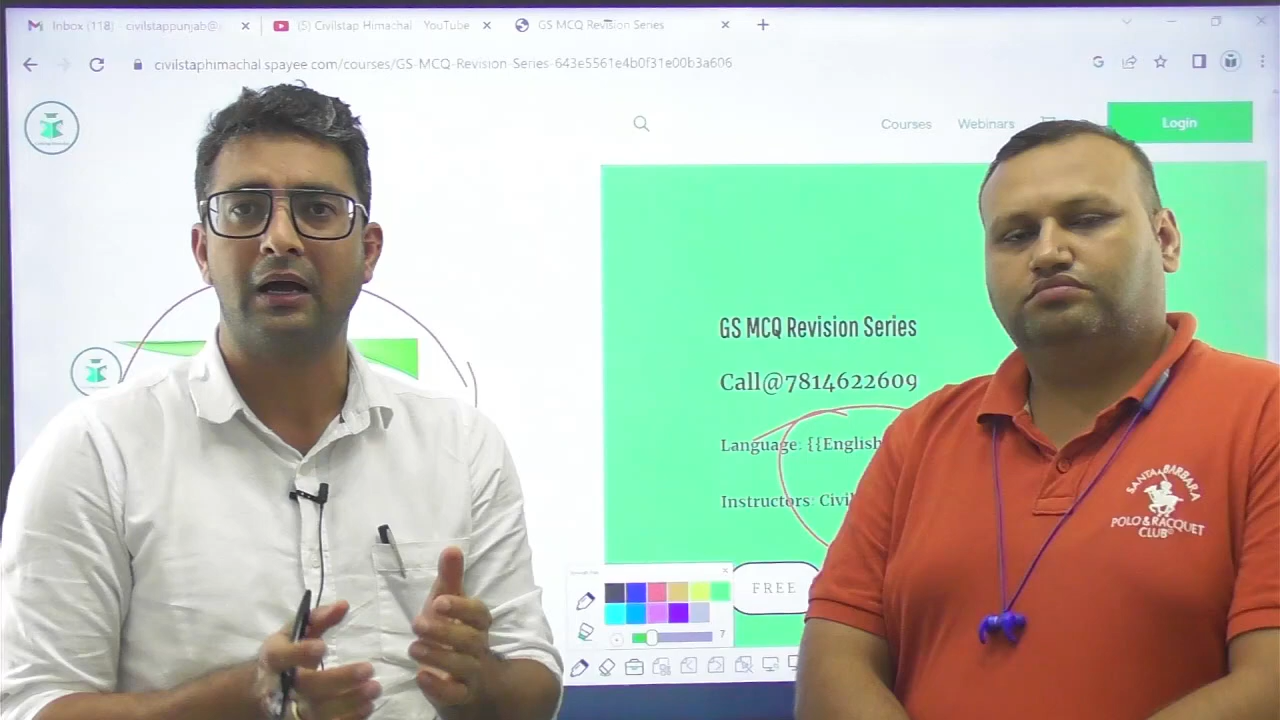 Inbox (118) - civilstappunjab@
(5) Civilstap Himachal - YouTube
GS MCQ Revision Series
civilstaphimachal.spayee.com/courses/GS-MCQ-Revision-Series-643e5561e4b0f31e00b3a606
Courses
Webinars
Login
GS MCQ Revision Series
Call@7814622609
Language: {{English
Instructors: Civil
FREE
7
SANTA BARBARA
POLO & RACQUET
CLUB